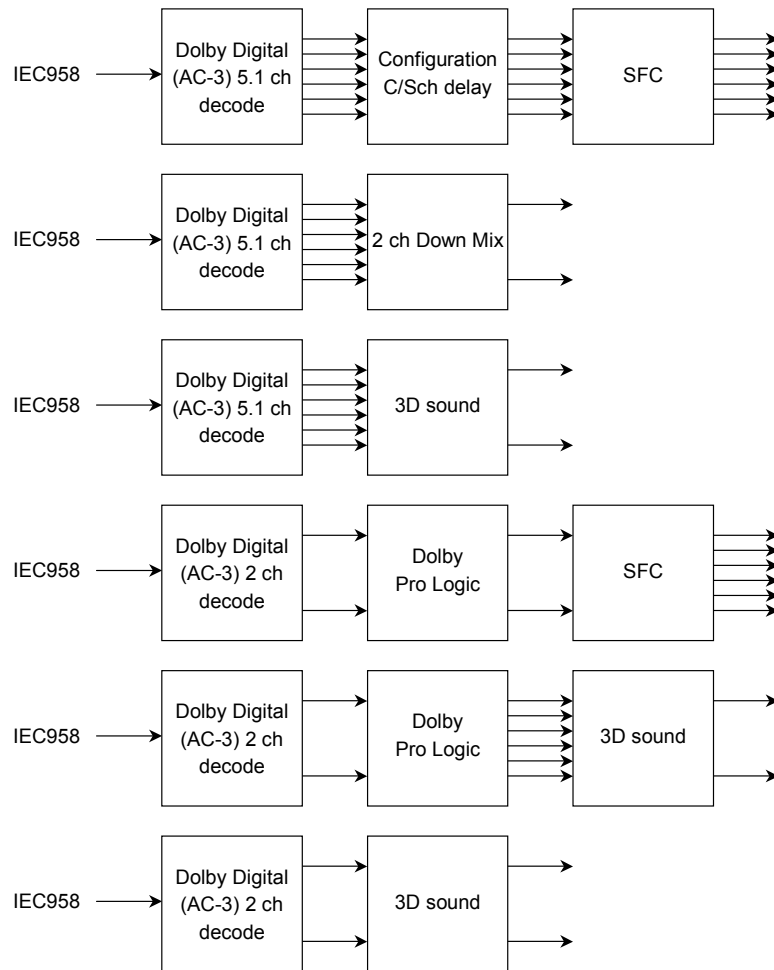 IEC958
Dolby Digital
(AC-3) 5.1 ch
decode
Configuration
C/Sch delay
SFC
IEC958
Dolby Digital
(AC-3) 5.1 ch
decode
2 ch Down Mix
IEC958
Dolby Digital
(AC-3) 5.1 ch
decode
3D sound
IEC958
Dolby Digital
(AC-3) 2 ch
decode
Dolby
Pro Logic
SFC
IEC958
Dolby Digital
(AC-3) 2 ch
decode
Dolby
Pro Logic
3D sound
IEC958
Dolby Digital
(AC-3) 2 ch
decode
3D sound